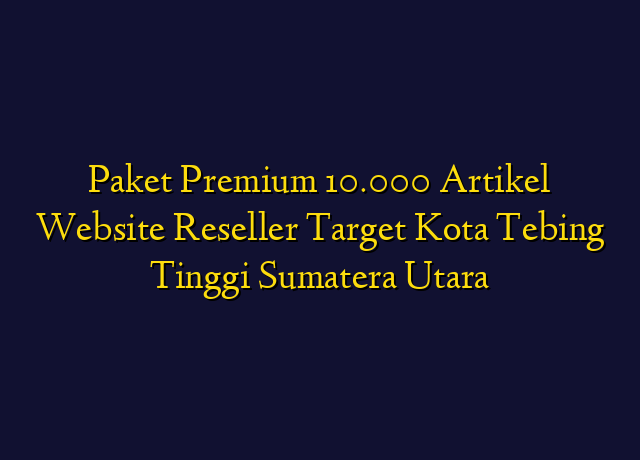 Paket Premium 10.000 Artikel
Website Reseller Target Kota Tebing
Tinggi Sumatera Utara